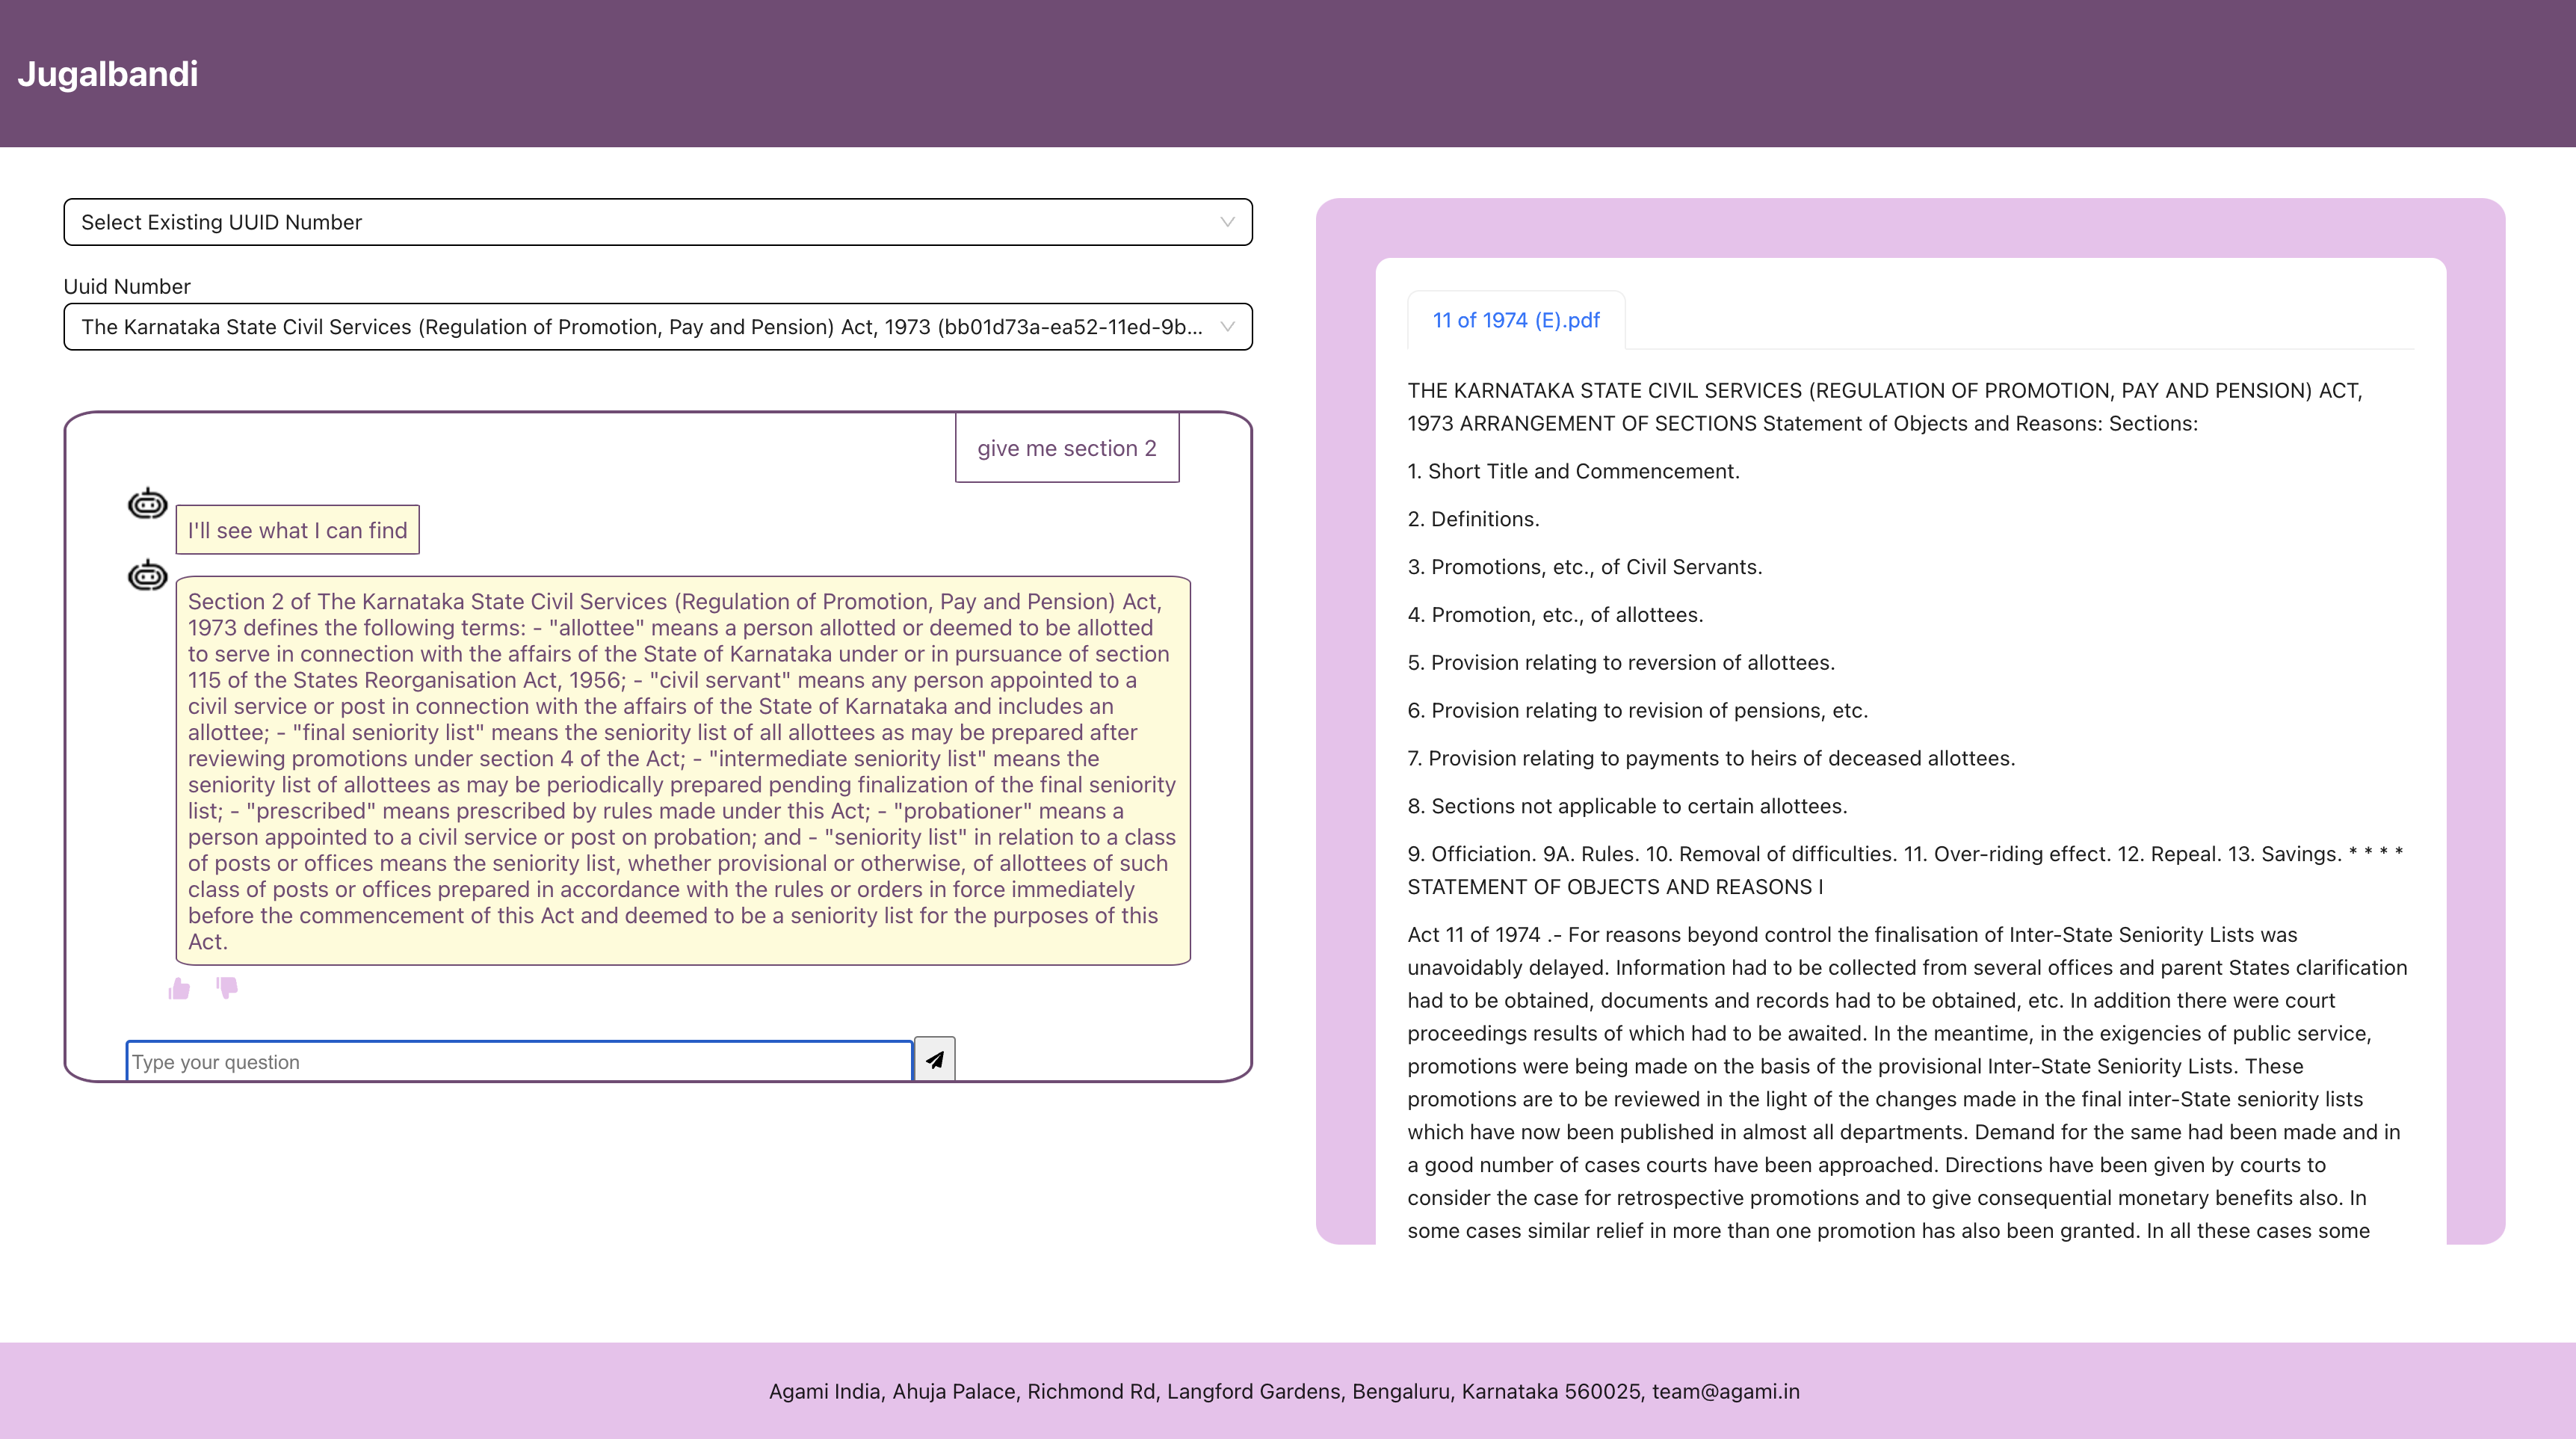 Jugalbandi
Select Existing UUID Number
Uuid Number
The Karnataka State Civil Services (Regulation of Promotion, Pay and Pension) Act, 1973 (bb01d73a-ea52-11ed-9b...
give me section 2
I'll see what I can find
Section 2 of The Karnataka State Civil Services (Regulation of Promotion, Pay and Pension) Act,
1973 defines the following terms: - "allottee" means a person allotted or deemed to be allotted
to serve in connection with the affairs of the State of Karnataka under or in pursuance of section
115 of the States Reorganisation Act, 1956; - "civil servant" means any person appointed to a
civil service or post in connection with the affairs of the State of Karnataka and includes an
allottee; - "final seniority list" means the seniority list of all allottees as may be prepared after
reviewing promotions under section 4 of the Act; - "intermediate seniority list" means the
seniority list of allottees as may be periodically prepared pending finalization of the final seniority
list; - "prescribed" means prescribed by rules made under this Act; - "probationer" means a
person appointed to a civil service or post on probation; and - "seniority list" in relation to a class
of posts or offices means the seniority list, whether provisional or otherwise, of allottees of such
class of posts or offices prepared in accordance with the rules or orders in force immediately
before the commencement of this Act and deemed to be a seniority list for the purposes of this
Act.
Type your question
11 of 1974 (E).pdf
THE KARNATAKA STATE CIVIL SERVICES (REGULATION OF PROMOTION, PAY AND PENSION) ACT,
1973 ARRANGEMENT OF SECTIONS Statement of Objects and Reasons: Sections:
1. Short Title and Commencement.
2. Definitions.
3. Promotions, etc., of Civil Servants.
4. Promotion, etc., of allottees.
5. Provision relating to reversion of allottees.
6. Provision relating to revision of pensions, etc.
7. Provision relating to payments to heirs of deceased allottees.
8. Sections not applicable to certain allottees.
9. Officiation. 9A. Rules. 10. Removal of difficulties. 11. Over-riding effect. 12. Repeal. 13. Savings. * * * *
STATEMENT OF OBJECTS AND REASONS I
Act 11 of 1974 .- For reasons beyond control the finalisation of Inter-State Seniority Lists was
unavoidably delayed. Information had to be collected from several offices and parent States clarification
had to be obtained, documents and records had to be obtained, etc. In addition there were court
proceedings results of which had to be awaited. In the meantime, in the exigencies of public service,
promotions were being made on the basis of the provisional Inter-State Seniority Lists. These
promotions are to be reviewed in the light of the changes made in the final inter-State seniority lists
which have now been published in almost all departments. Demand for the same had been made and in
a good number of cases courts have been approached. Directions have been given by courts to
consider the case for retrospective promotions and to give consequential monetary benefits also. In
some cases similar relief in more than one promotion has also been granted. In all these cases some
Agami India, Ahuja Palace, Richmond Rd, Langford Gardens, Bengaluru, Karnataka 560025, team@agami.in